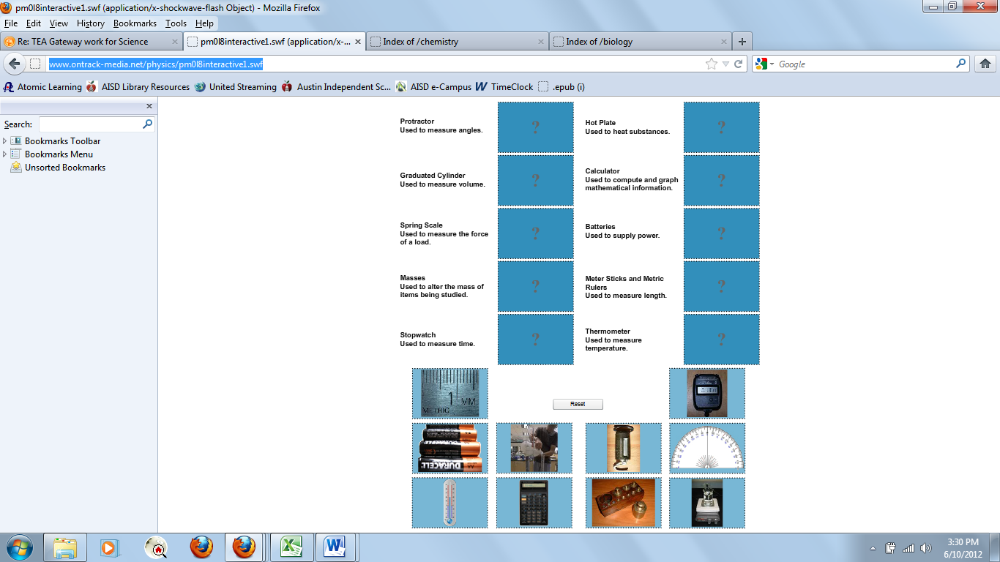 pm0l8interactive1.swf (application/x-shockwave-flash Object) - Mozilla Firefox
File Edit View History Bookmarks Tools Help
Re: TEA Gateway work for Science
pm0l8interactive1.swf (application/x-...
Index of /chemistry
Index of /biology
www.ontrack-media.net/physics/pm0l8interactive1.swf
Google
Atomic Learning AISD Library Resources United Streaming Austin Independent Sc... AISD e-Campus TimeClock .epub (i)
Search:
Bookmarks Toolbar
Bookmarks Menu
Unsorted Bookmarks
Protractor
Used to measure angles.
?
Hot Plate
Used to heat substances.
?
Graduated Cylinder
Used to measure volume.
?
Calculator
Used to compute and graph
mathematical information.
?
Spring Scale
Used to measure the force
of a load.
?
Batteries
Used to supply power.
?
Masses
Used to alter the mass of
items being studied.
?
Meter Sticks and Metric
Rulers
Used to measure length.
?
Stopwatch
Used to measure time.
?
Thermometer
Used to measure
temperature.
?
1 VM
METRIC
Reset
DURACELL
3:30 PM
6/10/2012